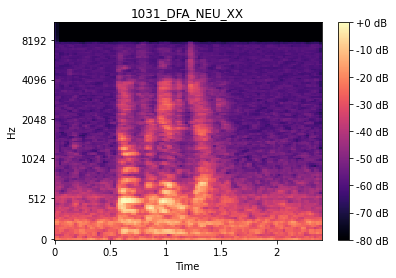 1031_DFA_NEU_XX
Hz
8192
4096
2048
1024
512
0
0
0.5
1
1.5
2
Time
+0 dB
-10 dB
-20 dB
-30 dB
-40 dB
-50 dB
-60 dB
-70 dB
-80 dB